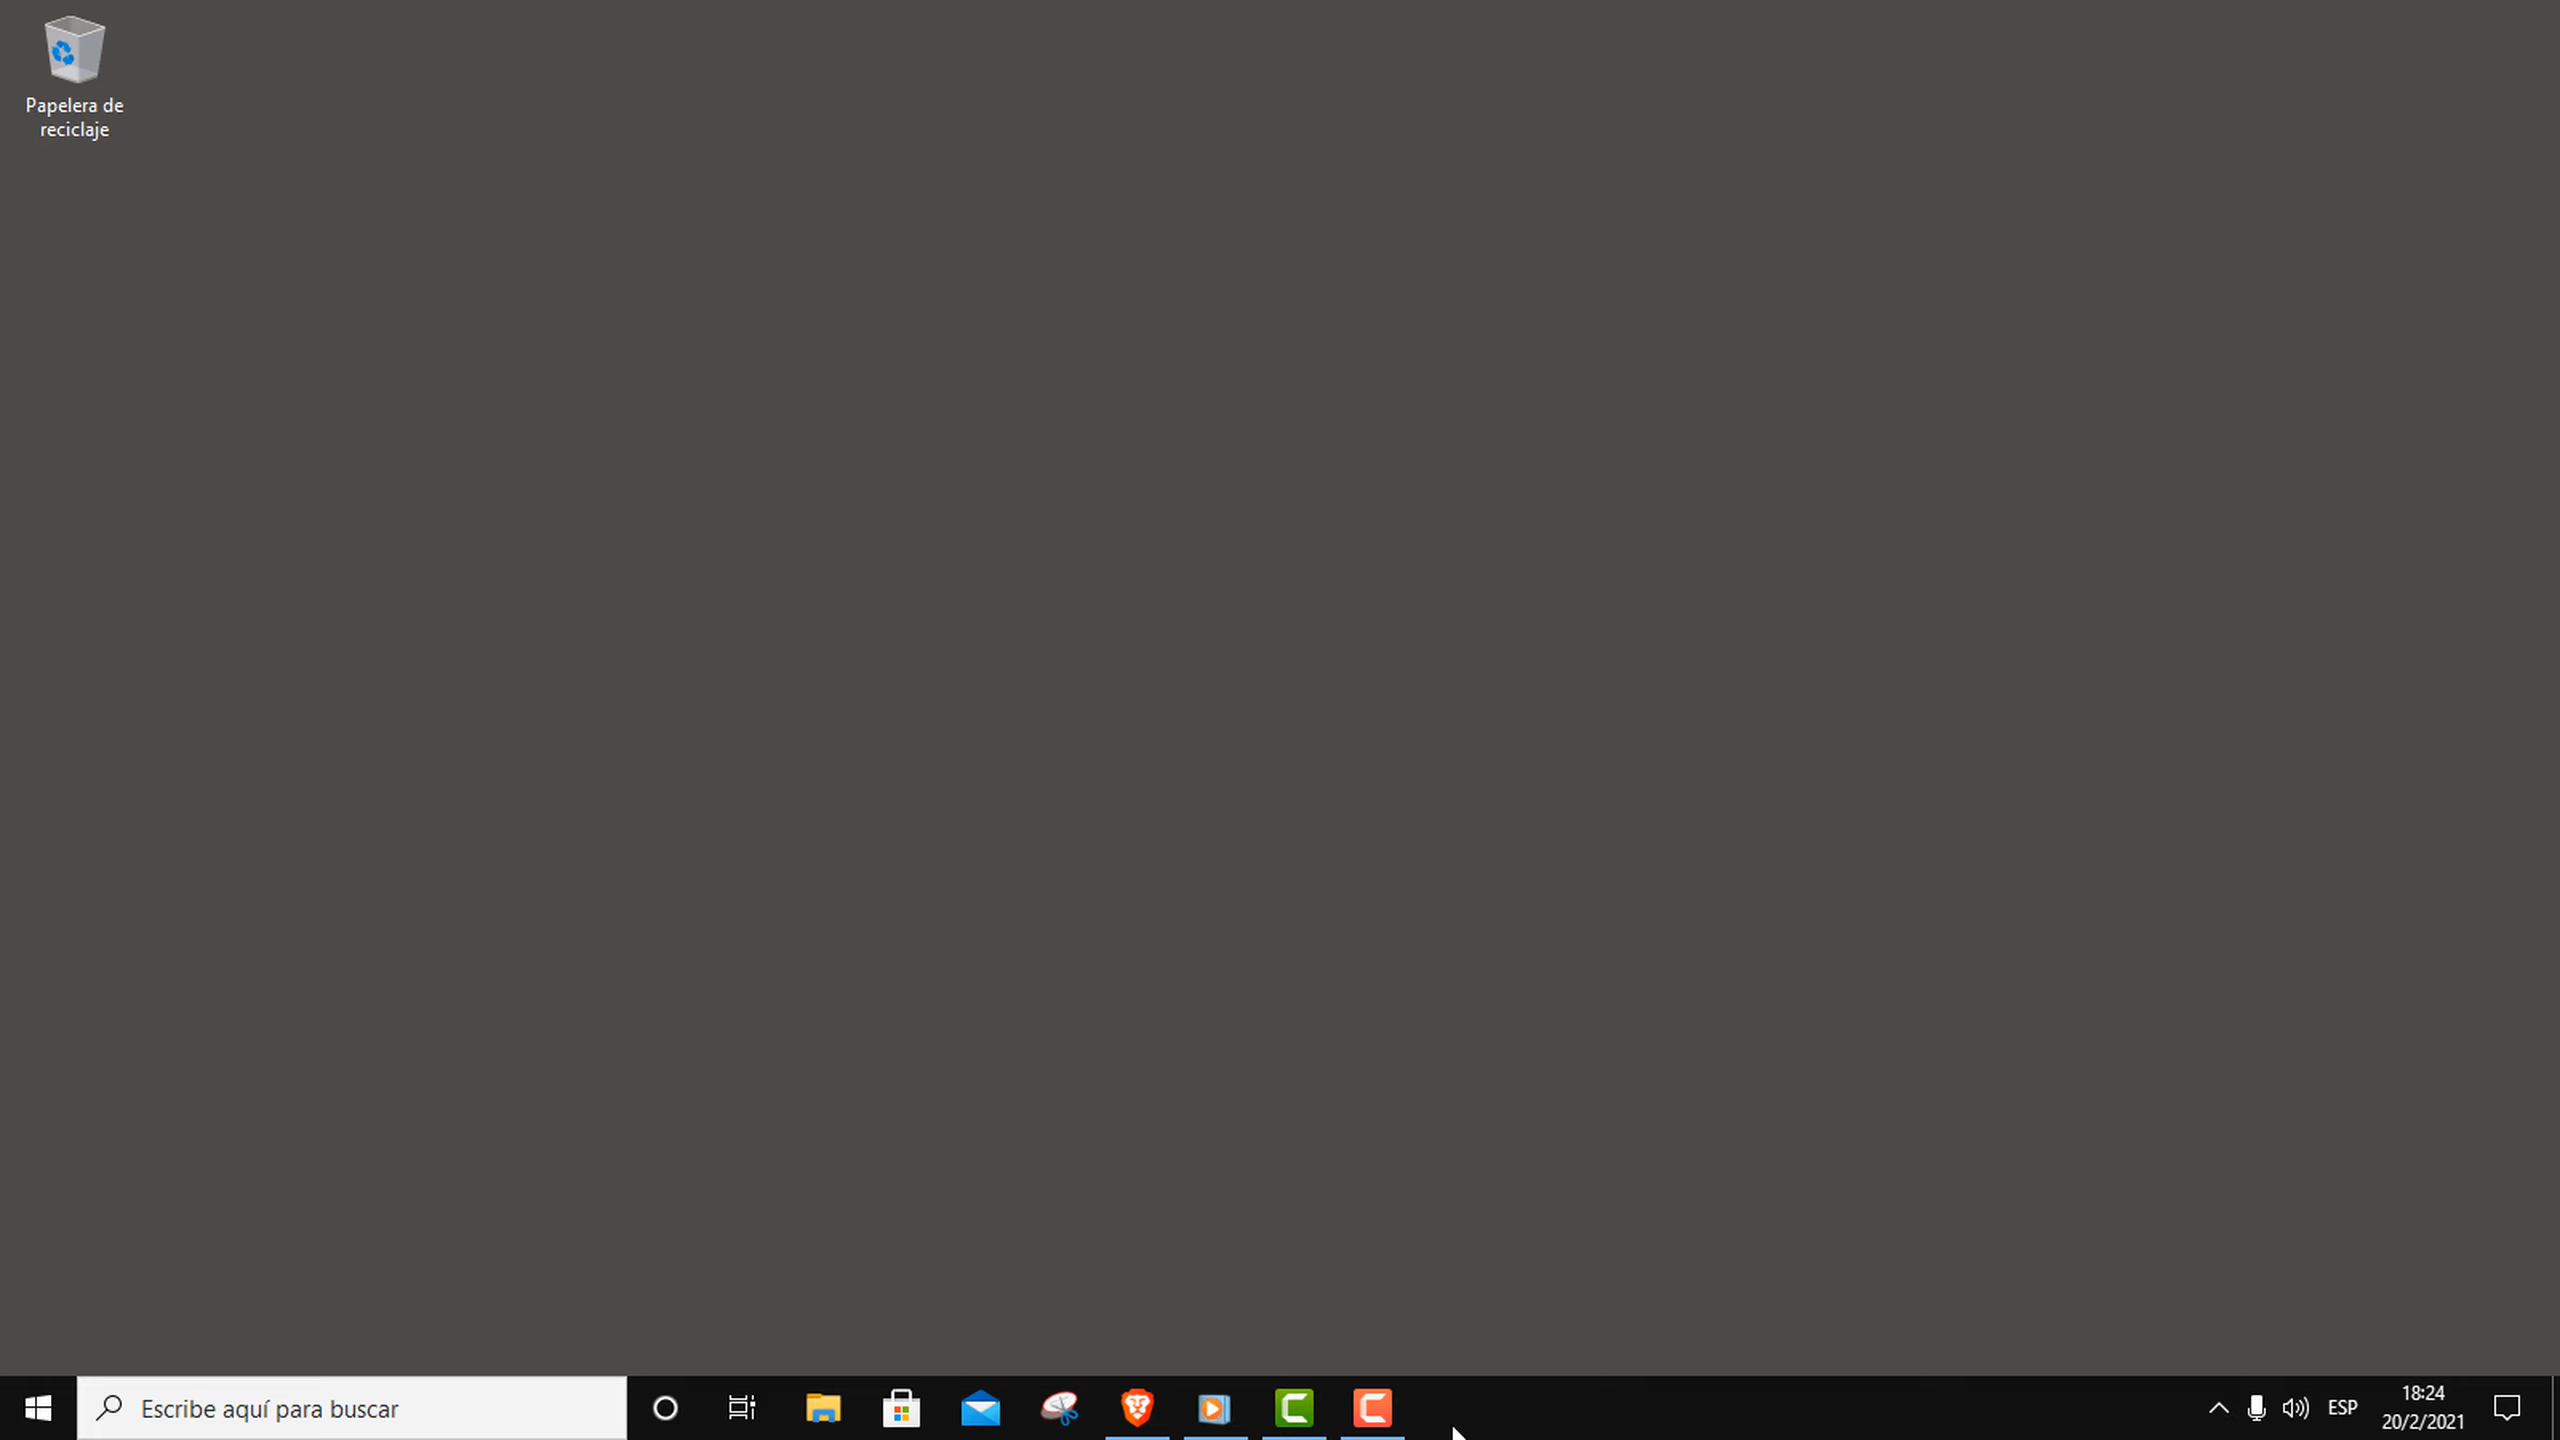 Papelera de
reciclaje
Escribe aquí para buscar
ESP
18:24
20/2/2021